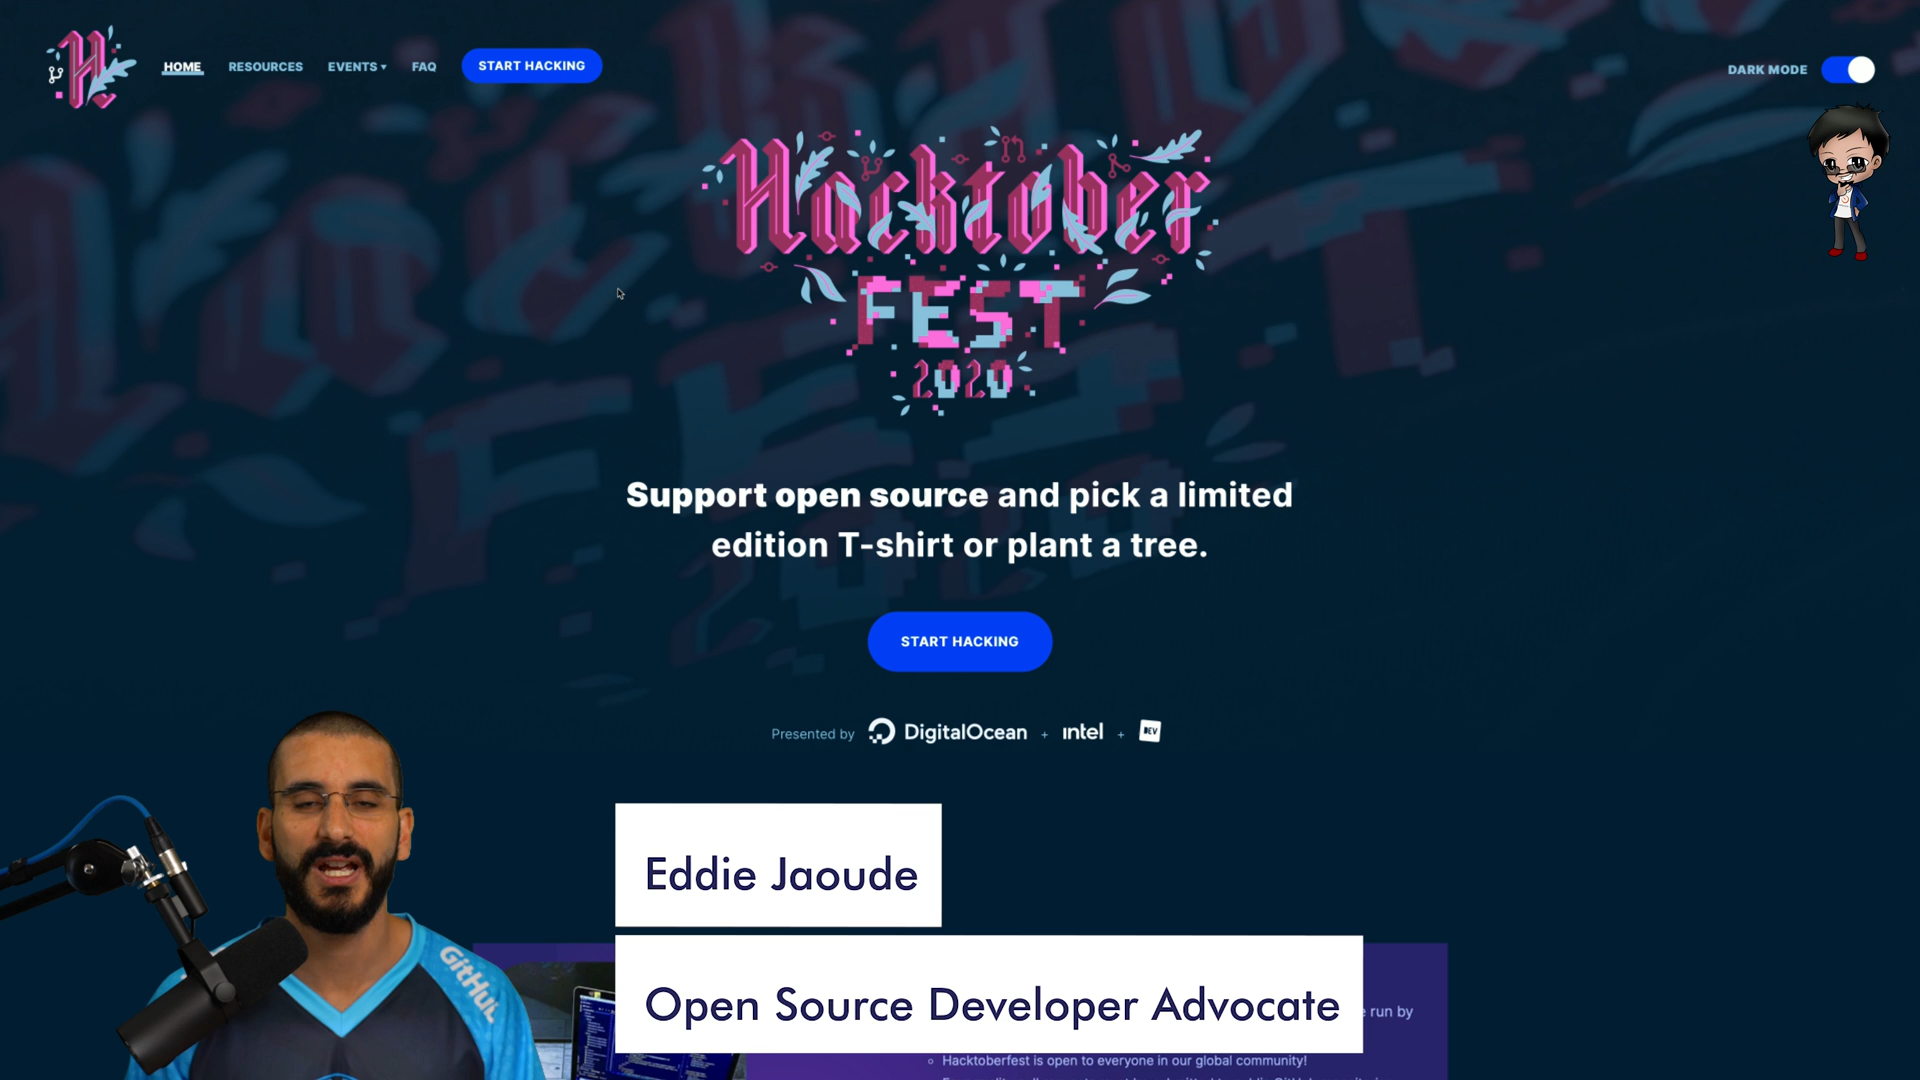 HOME
RESOURCES
EVENTS
FAQ
START HACKING
DARK MODE
Hacktober
FEST
2020
Support open source and pick a limited
edition T-shirt or plant a tree.
START HACKING
Presented by DigitalOcean + intel + DEV
Eddie Jaoude
GitHub
Open Source Developer Advocate
run by
Hacktoberfest is open to everyone in our global community!